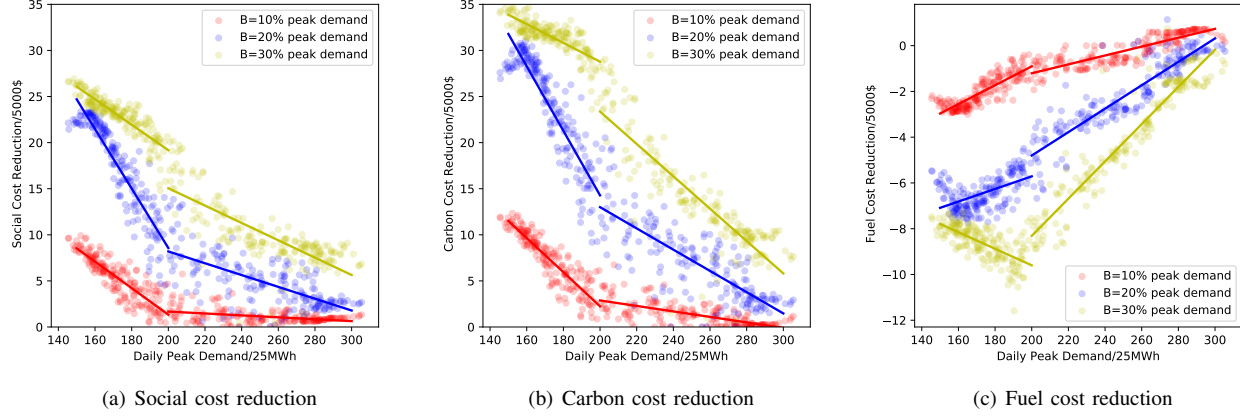 35
30
25
20
15
10
5
0
Social Cost Reduction/5000$
B=10% peak demand
B=20% peak demand
B=30% peak demand
140 160 180 200 220 240 260 280 300
Daily Peak Demand/25MWh
(a) Social cost reduction
35
30
25
20
15
10
5
0
Carbon Cost Reduction/5000$
B=10% peak demand
B=20% peak demand
B=30% peak demand
140 160 180 200 220 240 260 280 300
Daily Peak Demand/25MWh
(b) Carbon cost reduction
0
−2
−4
−6
−8
−10
−12
Fuel Cost Reduction/5000$
B=10% peak demand
B=20% peak demand
B=30% peak demand
140 160 180 200 220 240 260 280 300
Daily Peak Demand/25MWh
(c) Fuel cost reduction